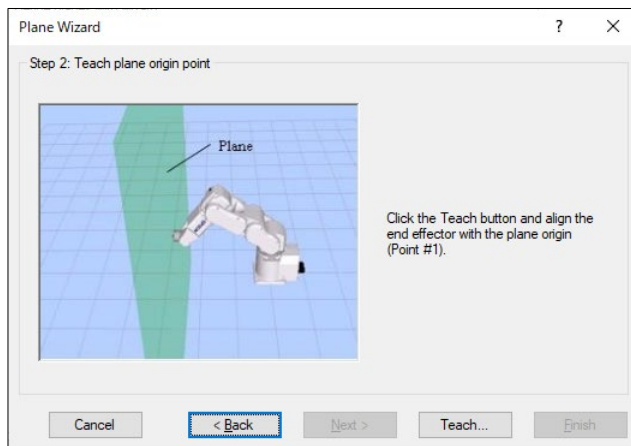 Plane Wizard
?
Step 2: Teach plane origin point
Plane
Click the Teach button and align the
end effector with the plane origin
(Point #1).
Cancel
< Back
Next >
Teach...
Finish